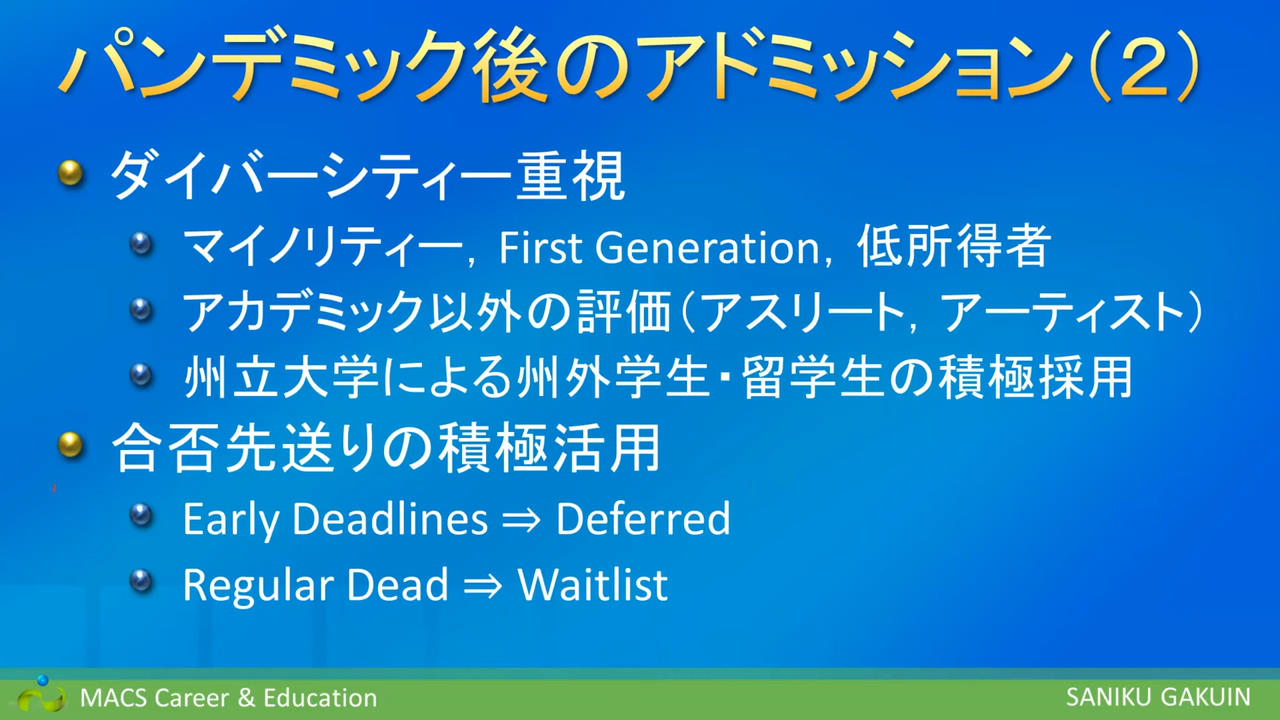 パンデミック後のアドミッション（２）
ダイバーシティー重視
マイノリティー，First Generation，低所得者
アカデミック以外の評価（アスリート，アーティスト）
州立大学による州外学生・留学生の積極採用
合否先送りの積極活用
Early Deadlines ⇒ Deferred
Regular Dead ⇒ Waitlist
MACS Career & Education
SANIKU GAKUIN